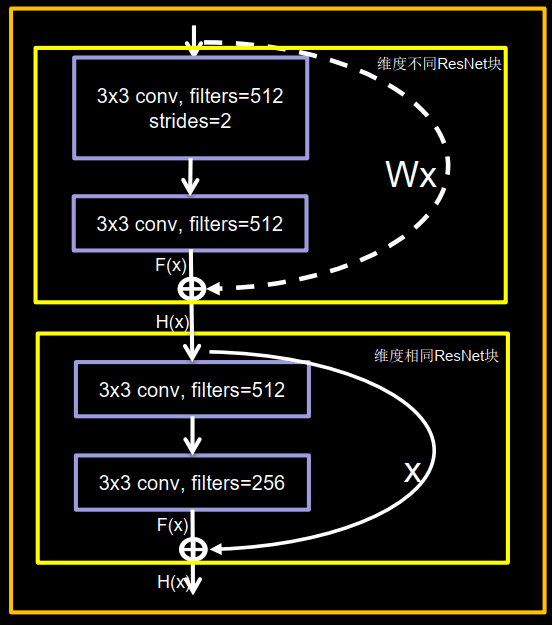 维度不同ResNet块
3x3 conv, filters=512
strides=2
Wx
3x3 conv, filters=512
F(x)
H(x)
维度相同ResNet块
3x3 conv, filters=512
x
3x3 conv, filters=256
F(x)
H(x)